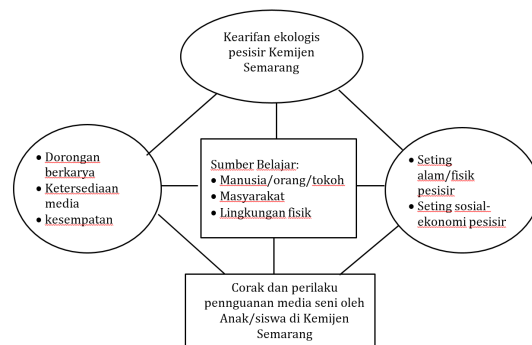 Kearifan ekologis
pesisir Kemijen
Semarang
• Dorongan
berkarya
• Ketersediaan
media
• kesempatan
Sumber Belajar:
• Manusia/orang/tokoh
• Masyarakat
• Lingkungan fisik
• Seting
alam/fisik
pesisir
• Seting sosial-
ekonomi pesisir
Corak dan perilaku
pennguanan media seni oleh
Anak/siswa di Kemijen
Semarang